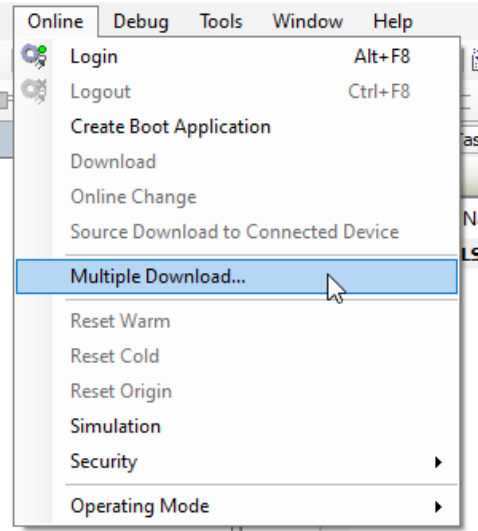 Online Debug Tools Window Help
Login Alt+F8
Logout Ctrl+F8
Create Boot Application
Download
Online Change
Source Download to Connected Device
Multiple Download...
Reset Warm
Reset Cold
Reset Origin
Simulation
Security
Operating Mode